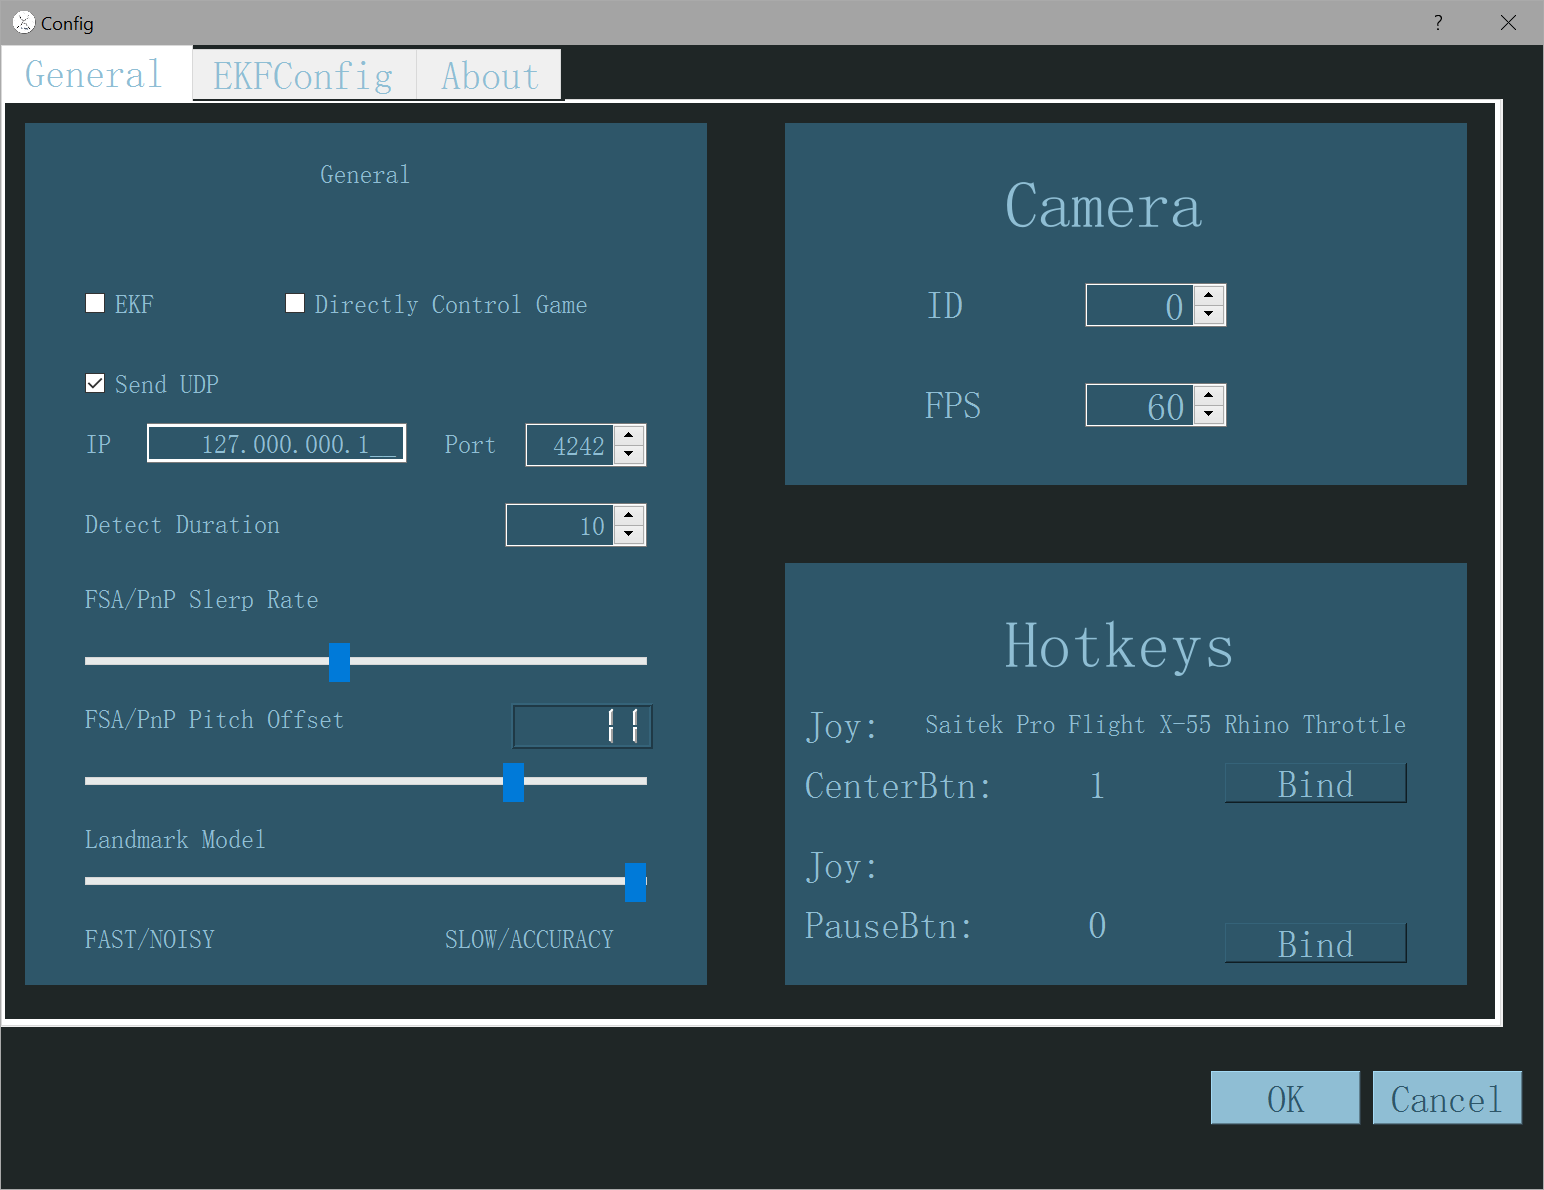 Config
?
General EKFConfig About
General
EKF Directly Control Game
Send UDP
IP 127.000.000.1__ Port 4242
Detect Duration 10
FSA/PnP Slerp Rate
FSA/PnP Pitch Offset 11
Landmark Model
FAST/NOISY SLOW/ACCURACY
Camera
ID 0
FPS 60
Hotkeys
Joy: Saitek Pro Flight X-55 Rhino Throttle
CenterBtn: 1 Bind
Joy:
PauseBtn: 0 Bind
OK Cancel